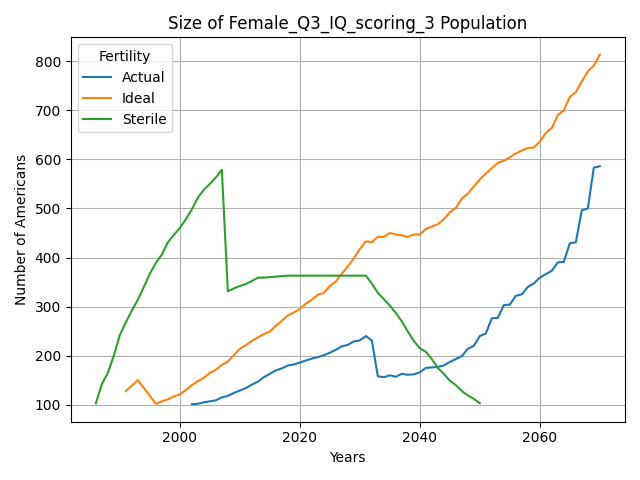 Size of Female_Q3_IQ_scoring_3 Population
Fertility
Actual
Ideal
Sterile
Number of Americans
800
700
600
500
400
300
200
100
2000
2020
2040
2060
Years